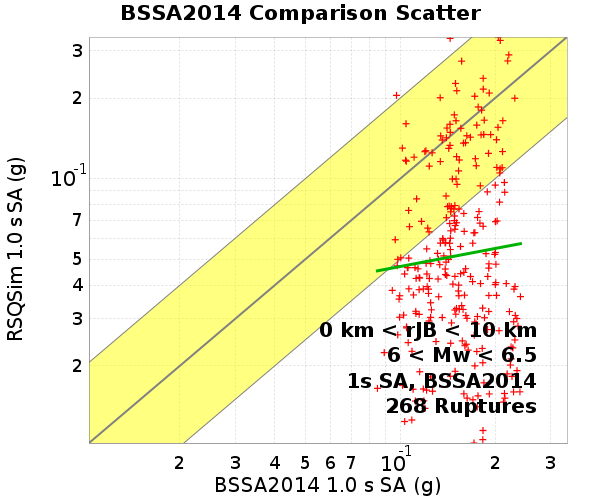 BSSA2014 Comparison Scatter
RSQSim 1.0 s SA (g)
3
2
10-1
7
5
4
3
2
0 km < rJB < 10 km
6 < Mw < 6.5
1s SA, BSSA2014
268 Ruptures
2 3 4 5 6 7 10-1 2 3
BSSA2014 1.0 s SA (g)